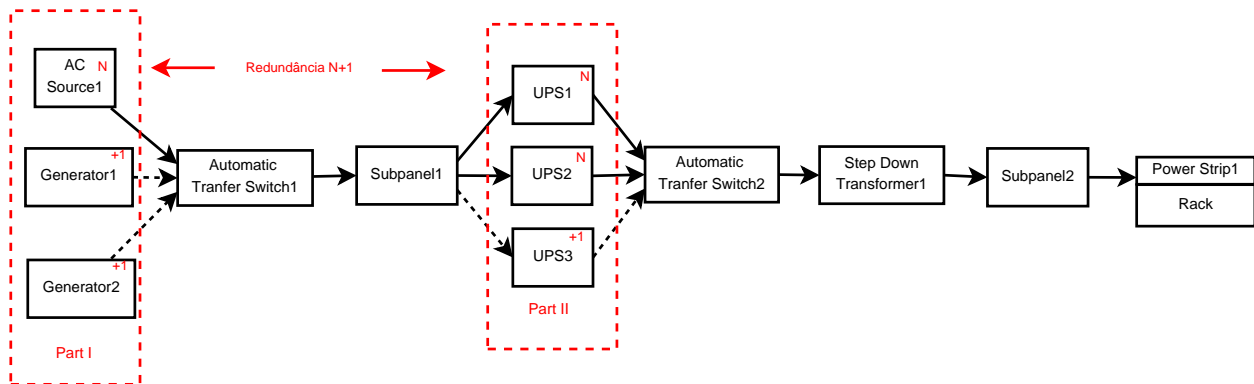 AC
N
Source1
Redundância N+1
+1
Generator1
+1
Generator2
Part I
Automatic
Tranfer Switch1
Subpanel1
N
UPS1
N
UPS2
+1
UPS3
Part II
Automatic
Tranfer Switch2
Step Down
Transformer1
Subpanel2
Power Strip1
Rack